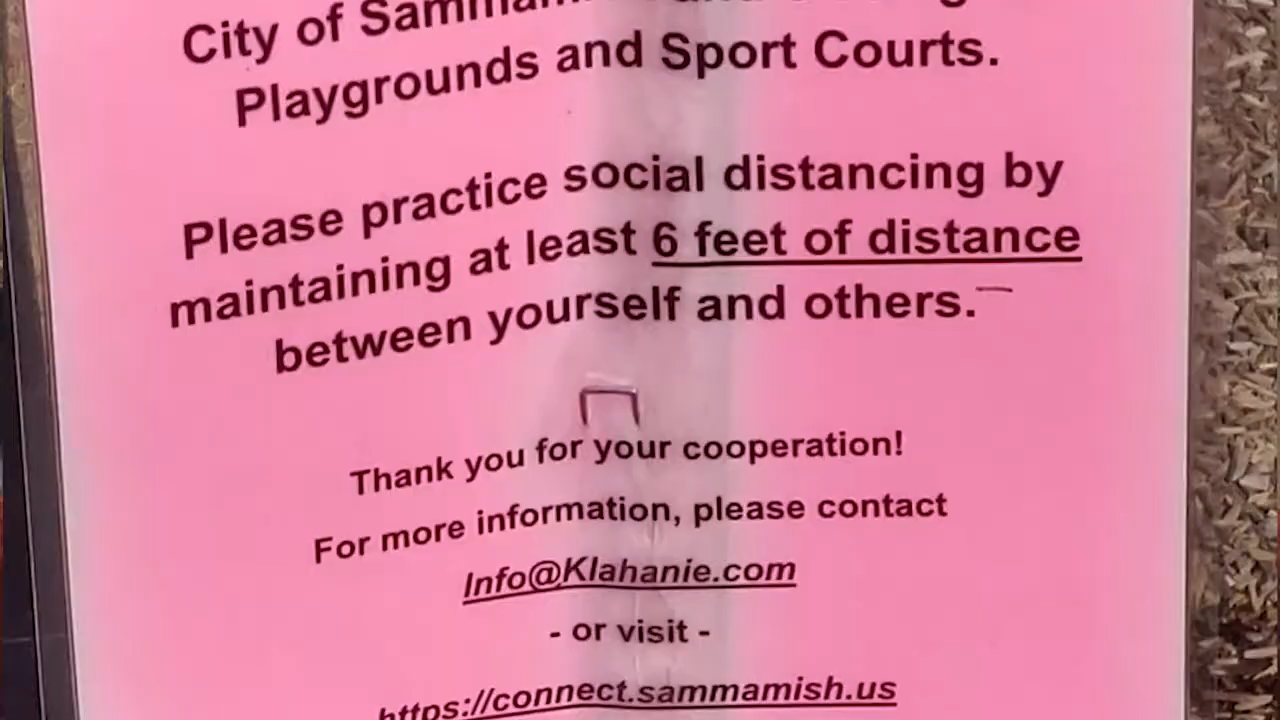 City of
Playgrounds and Sport Courts.
Please practice social distancing by
maintaining at least 6 feet of distance
between yourself and others.
Thank you for your cooperation!
For more information, please contact
Info@Klahanie.com
- or visit -
https://connect.sammamish.us